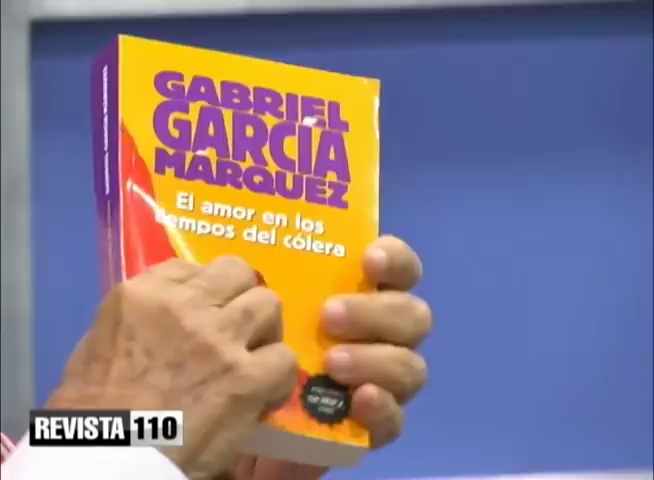 GABRIEL
GARCIA
MARQUEZ
El amor en los
tiempos del cólera
REVISTA 110